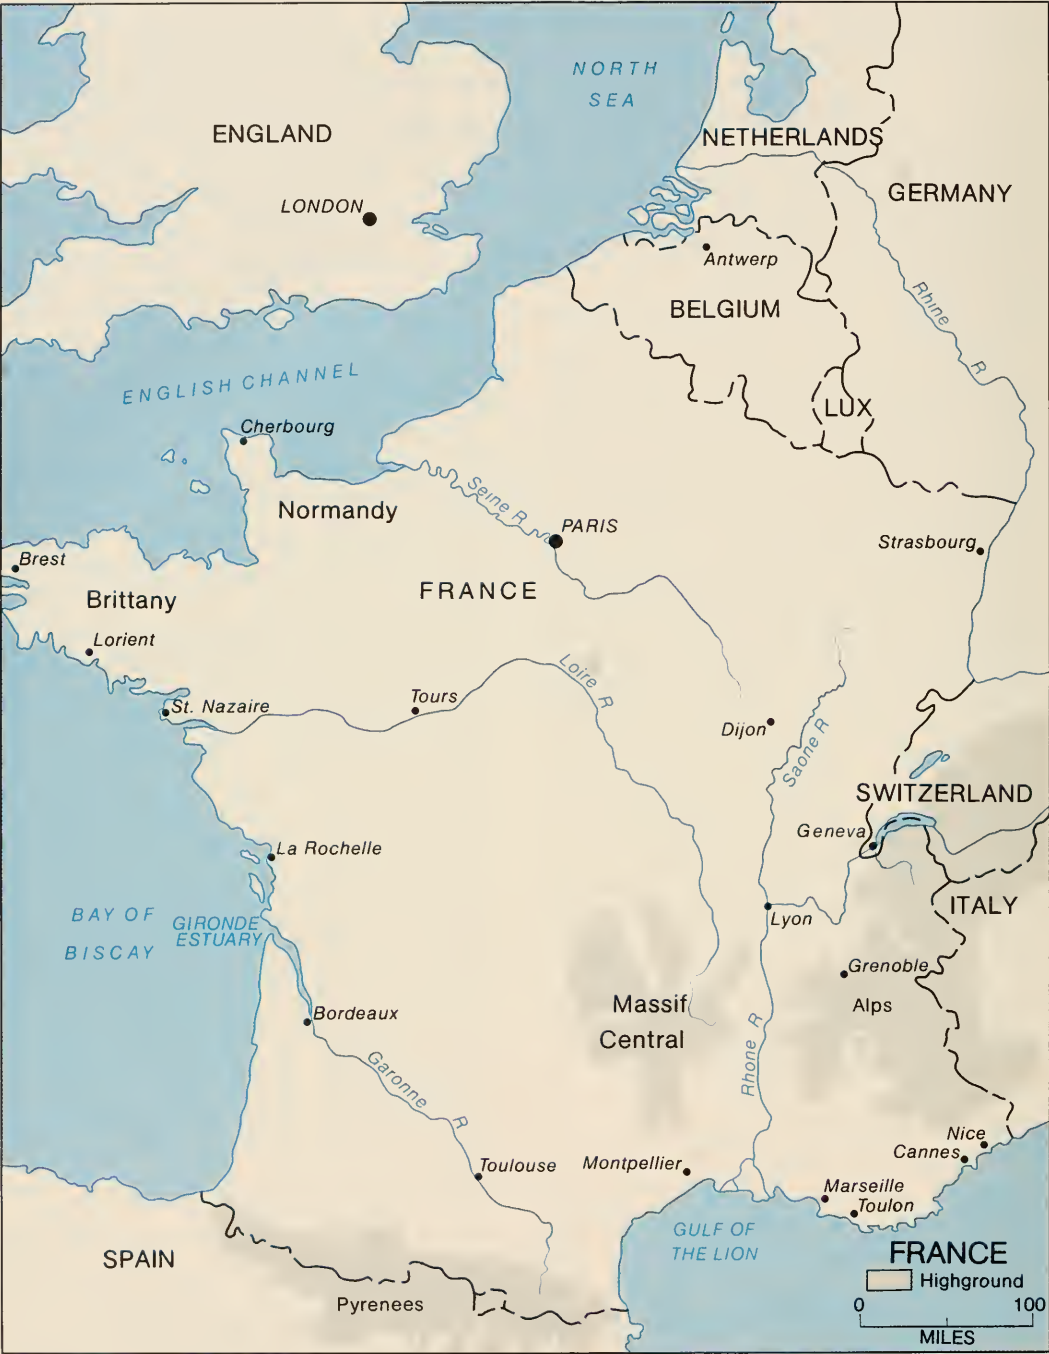 NORTH
SEA
ENGLAND
NETHERLANDS
GERMANY
LONDON
Antwerp
BELGIUM
Rhine R
ENGLISH CHANNEL
LUX
Cherbourg
Seine R
Normandy
PARIS
Strasbourg
Brest
FRANCE
Brittany
Lorient
Loire R
Tours
St. Nazaire
Dijon
Saone R
SWITZERLAND
Geneva
La Rochelle
ITALY
BAY OF
BISCAY
GIRONDE
ESTUARY
Lyon
Grenoble
Massif
Central
Alps
Bordeaux
Rhone R
Garonne R
Nice
Cannes
Toulouse
Montpellier
Marseille
Toulon
GULF OF
THE LION
SPAIN
Pyrenees
FRANCE
Highground
0 100
MILES